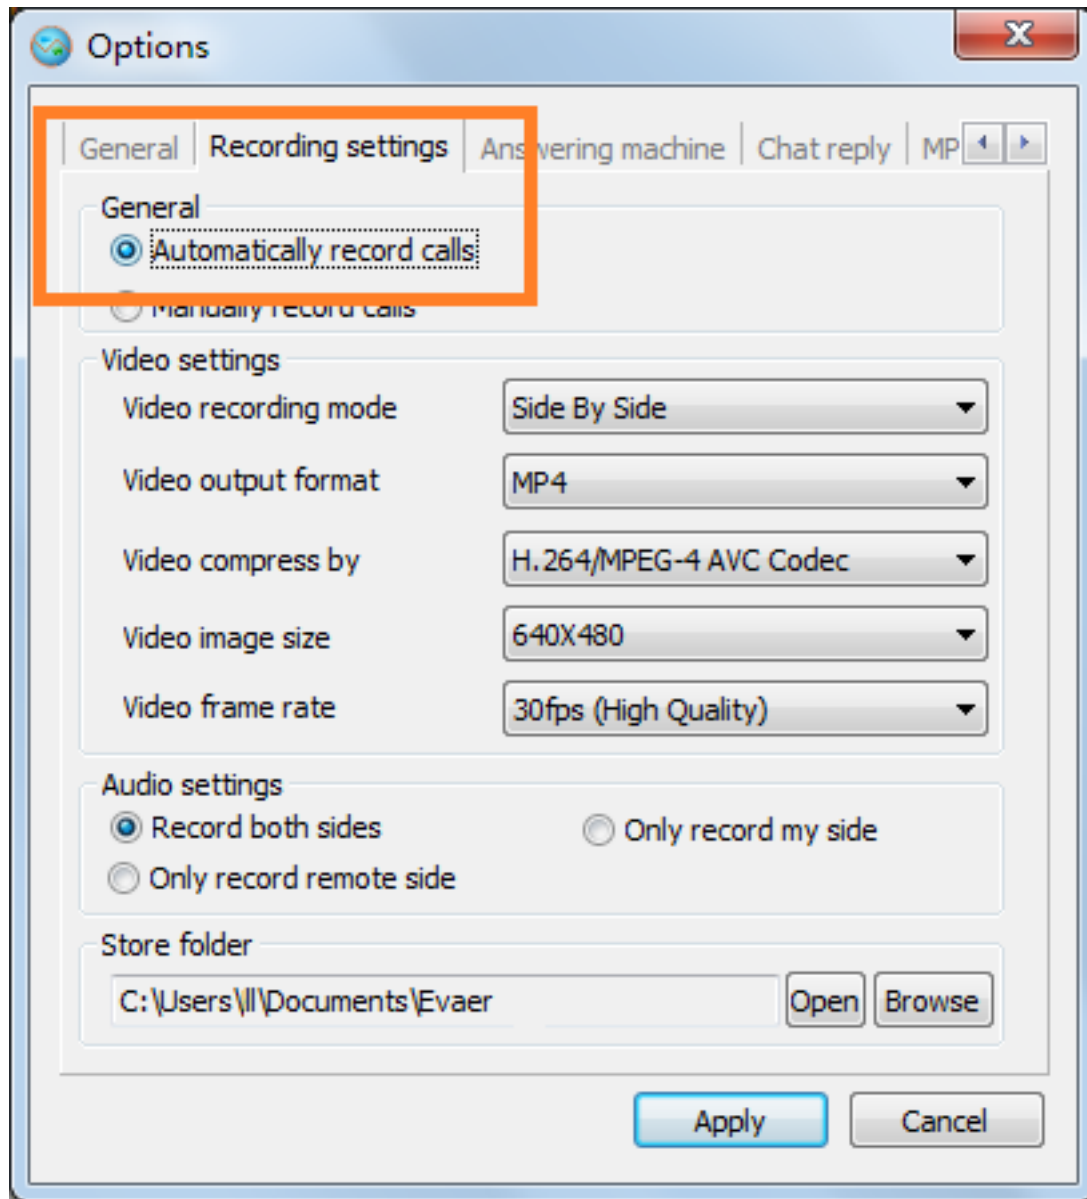 Options
General Recording settings Answering machine Chat reply MP
General
Automatically record calls
Manually record calls
Video settings
Video recording mode Side By Side
Video output format MP4
Video compress by H.264/MPEG-4 AVC Codec
Video image size 640X480
Video frame rate 30fps (High Quality)
Audio settings
Record both sides Only record my side
Only record remote side
Store folder
C:\Users\ll\Documents\Evaer Open Browse
Apply Cancel